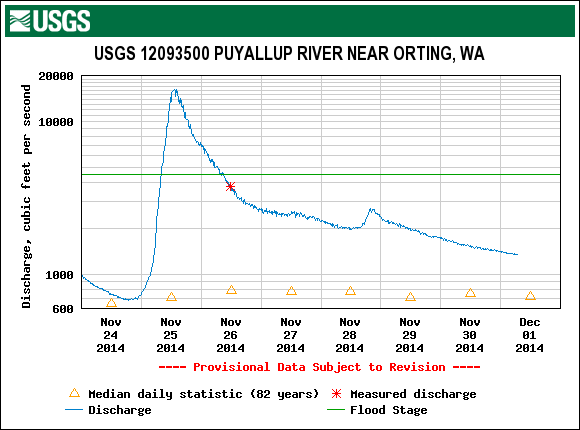 USGS
USGS 12093500 PUYALLUP RIVER NEAR ORTING, WA
Discharge, cubic feet per second
20000
10000
1000
600
Nov 24 2014
Nov 25 2014
Nov 26 2014
Nov 27 2014
Nov 28 2014
Nov 29 2014
Nov 30 2014
Dec 01 2014
---- Provisional Data Subject to Revision ----
Median daily statistic (82 years)
Measured discharge
Discharge
Flood Stage